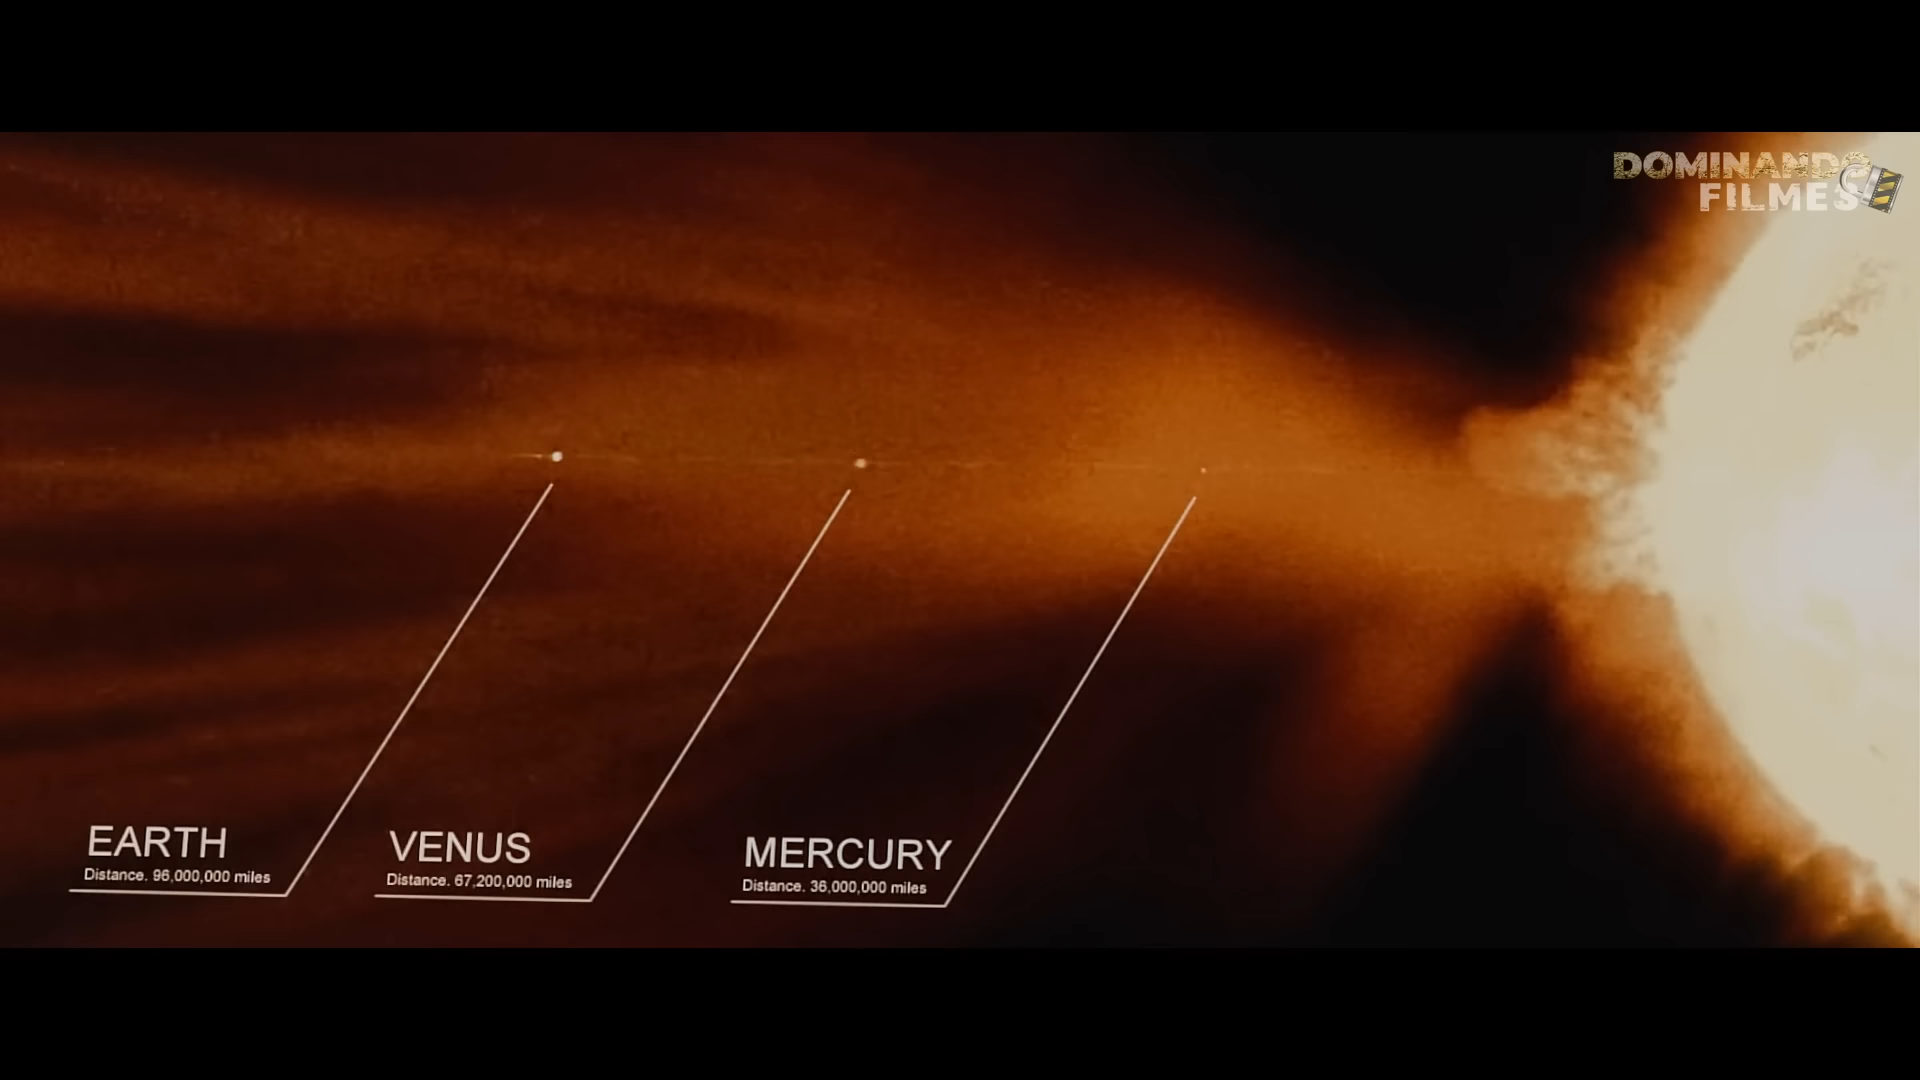 DOMINANDO
FILMES
EARTH
Distance. 96,000,000 miles
VENUS
Distance. 67,200,000 miles
MERCURY
Distance. 36,000,000 miles